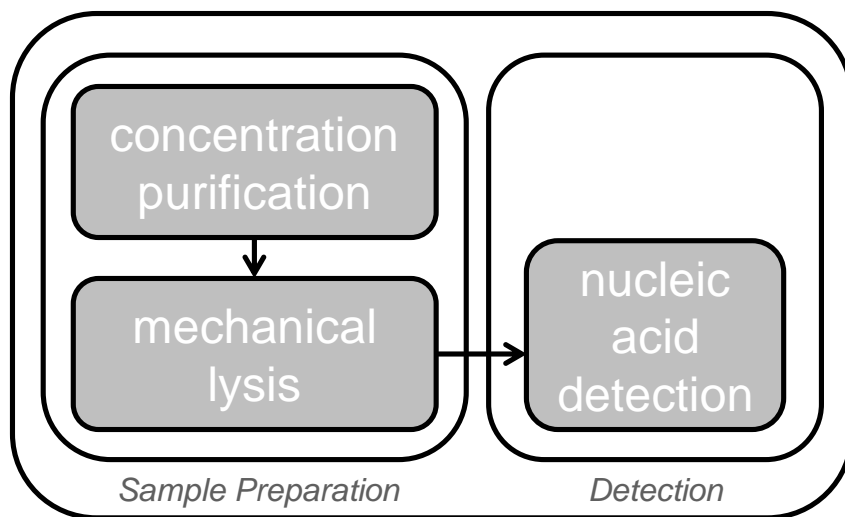 concentration
purification
mechanical
lysis
nucleic
acid
detection
Sample Preparation
Detection